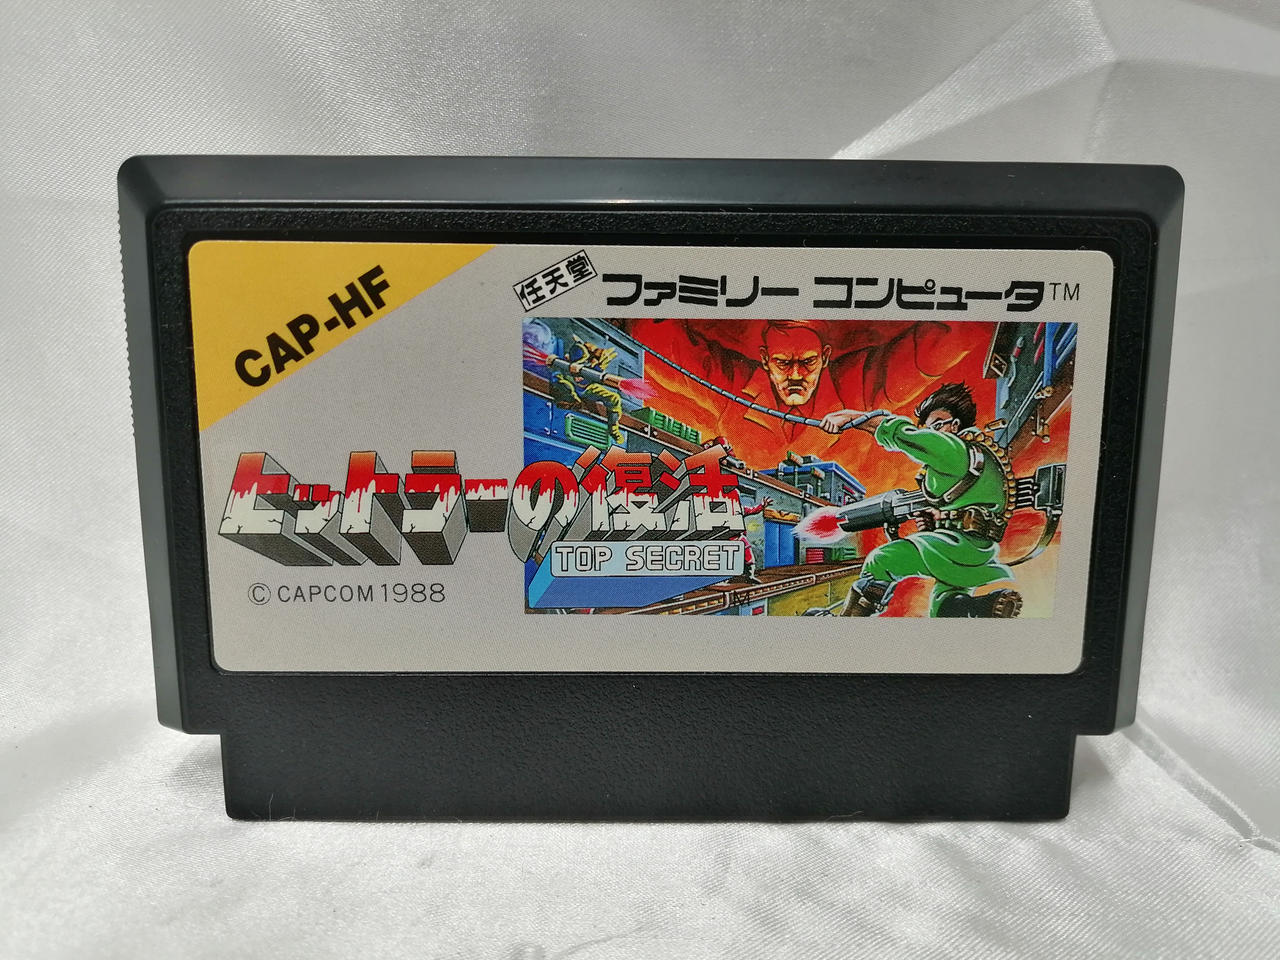 CAP-HF
任天堂 ファミリー コンピュータ TM
ヒットラーの復活
TOP SECRET
TM
© CAPCOM 1988